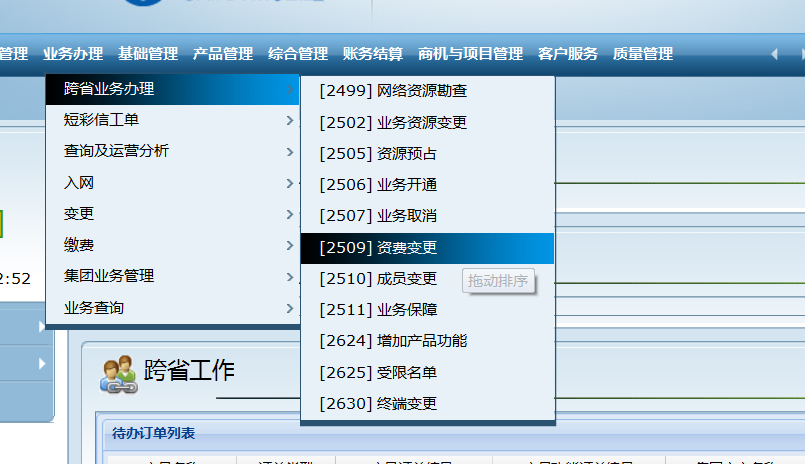 管理 业务办理 基础管理 产品管理 综合管理 账务结算 商机与项目管理 客户服务 质量管理
跨省业务办理
短彩信工单
查询及运营分析
入网
变更
缴费
集团业务管理
业务查询
[2499] 网络资源勘查
[2502] 业务资源变更
[2505] 资源预占
[2506] 业务开通
[2507] 业务取消
[2509] 资费变更
[2510] 成员变更
[2511] 业务保障
[2624] 增加产品功能
[2625] 受限名单
[2630] 终端变更
拖动排序
2:52
跨省工作
待办订单列表